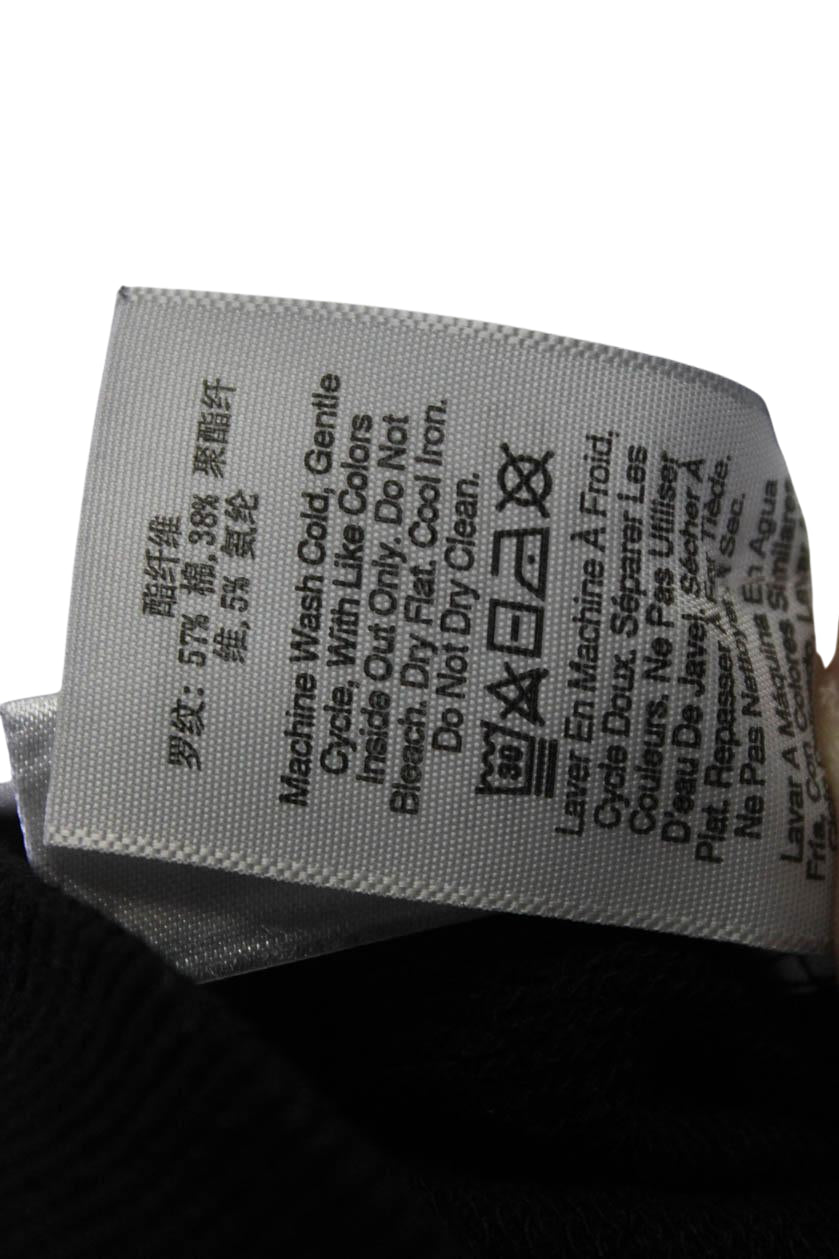 酯纤维
罗纹: 57% 棉,38% 聚酯纤
维,5% 氨纶
Machine Wash Cold, Gentle
Cycle, With Like Colors
Inside Out Only. Do Not
Bleach. Dry Flat. Cool Iron.
Do Not Dry Clean.
30
Laver En Machine À Froid,
Cycle Doux. Séparer Les
Couleurs. Ne Pas Utiliser
D'eau De Javel. Sécher À
Plat. Repasser À Fer Tiède.
Ne Pas Nettoyer À Sec.
Lavar A Máquina En Agua
Fría, Con Colores Similares